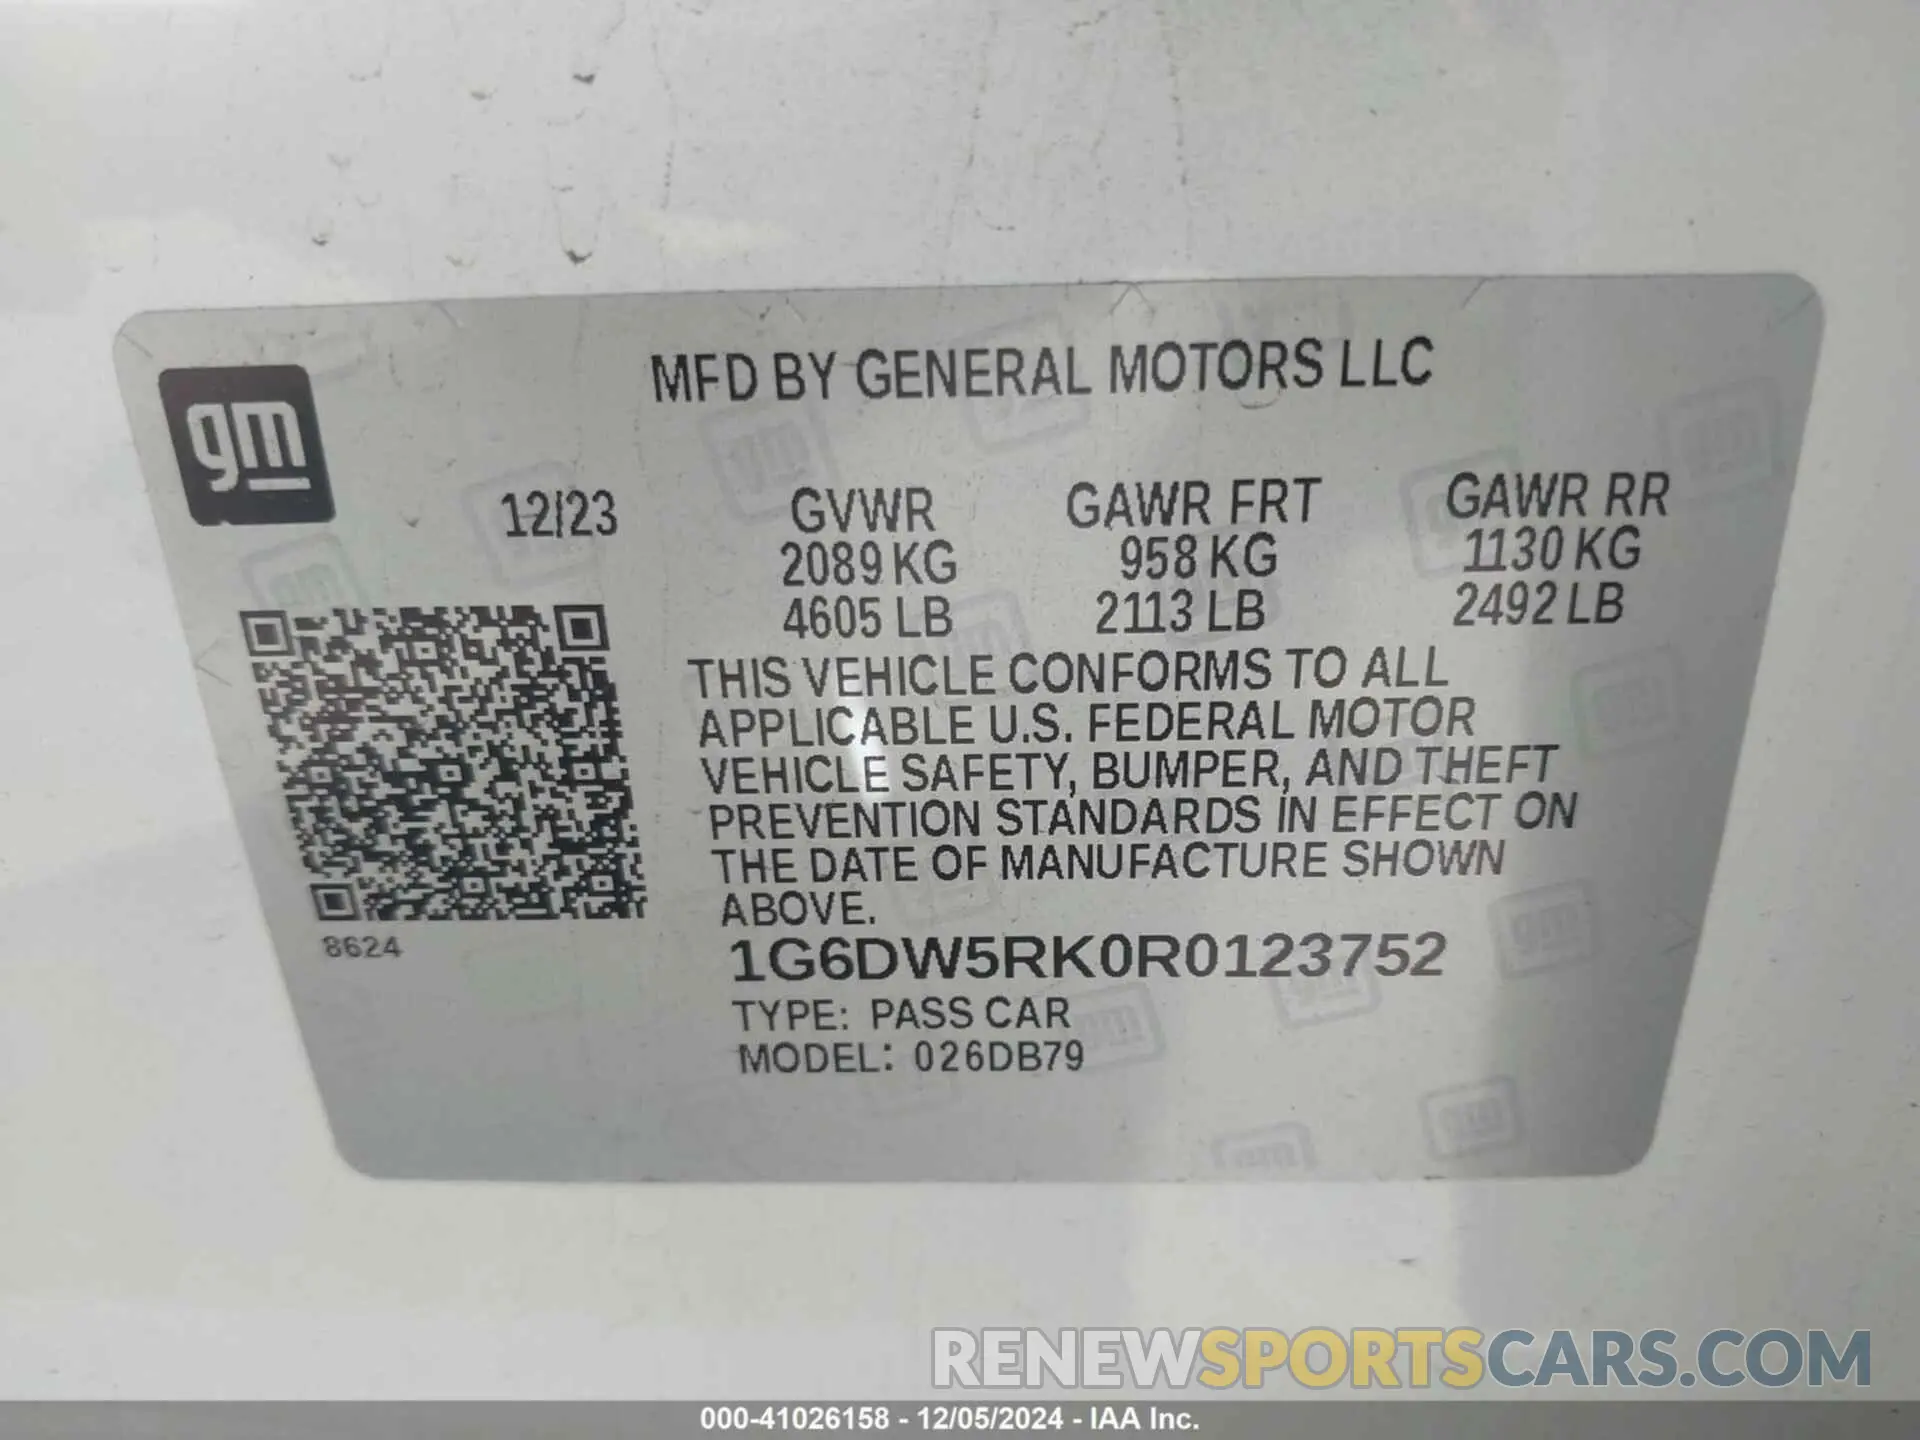 MFD BY GENERAL MOTORS LLC
gm
12/23 GVWR GAWR FRT GAWR RR
2089 KG 958 KG 1130 KG
4605 LB 2113 LB 2492 LB
THIS VEHICLE CONFORMS TO ALL
APPLICABLE U.S. FEDERAL MOTOR
VEHICLE SAFETY, BUMPER, AND THEFT
PREVENTION STANDARDS IN EFFECT ON
THE DATE OF MANUFACTURE SHOWN
ABOVE.
8624
1G6DW5RK0R0123752
TYPE: PASS CAR
MODEL: 026DB79
RENEWSPORTSCARS.COM
000-41026158 - 12/05/2024 - IAA Inc.